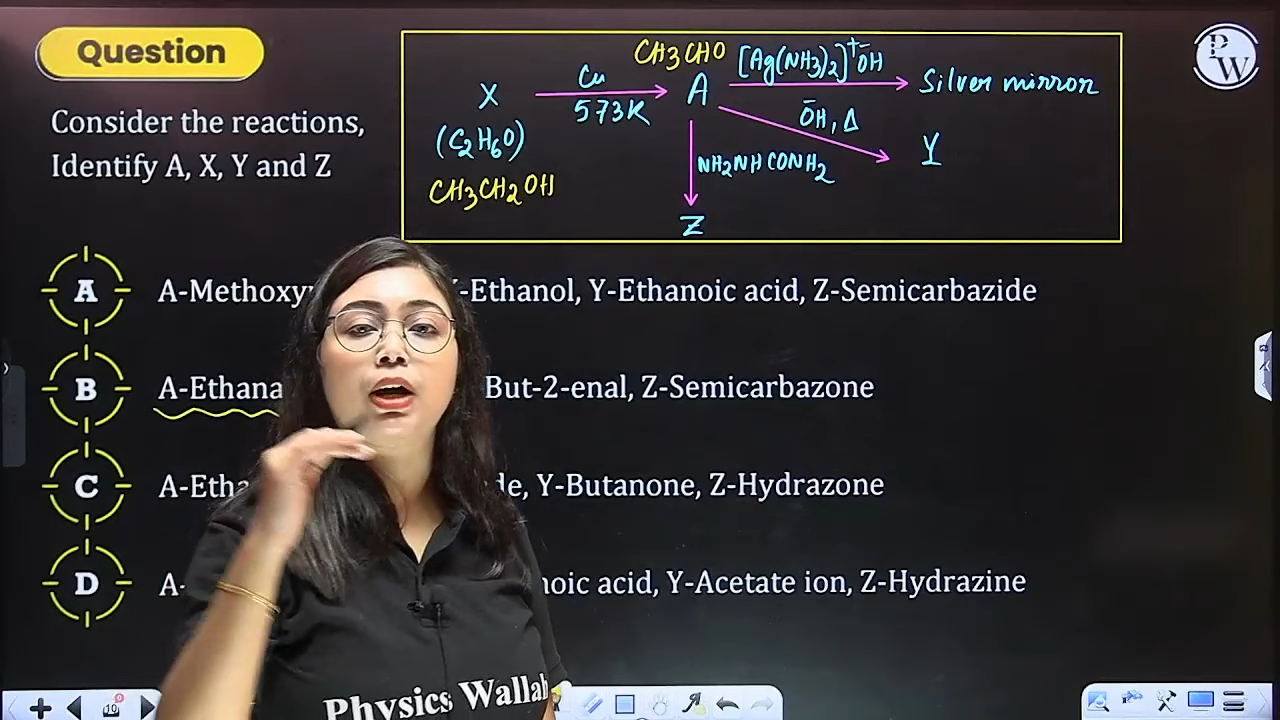 Question
Consider the reactions,
Identify A, X, Y and Z
X
(C2H6O)
CH3CH2OH
Cu
573K
CH3CHO
A
[Ag(NH3)2]+ŌH
Silver mirror
ŌH, Δ
Y
NH2NHCONH2
Z
PW
A A-Methoxy -Ethanol, Y-Ethanoic acid, Z-Semicarbazide
B A-Ethana But-2-enal, Z-Semicarbazone
C A-Etha de, Y-Butanone, Z-Hydrazone
D A- noic acid, Y-Acetate ion, Z-Hydrazine
Physics Wallah
10